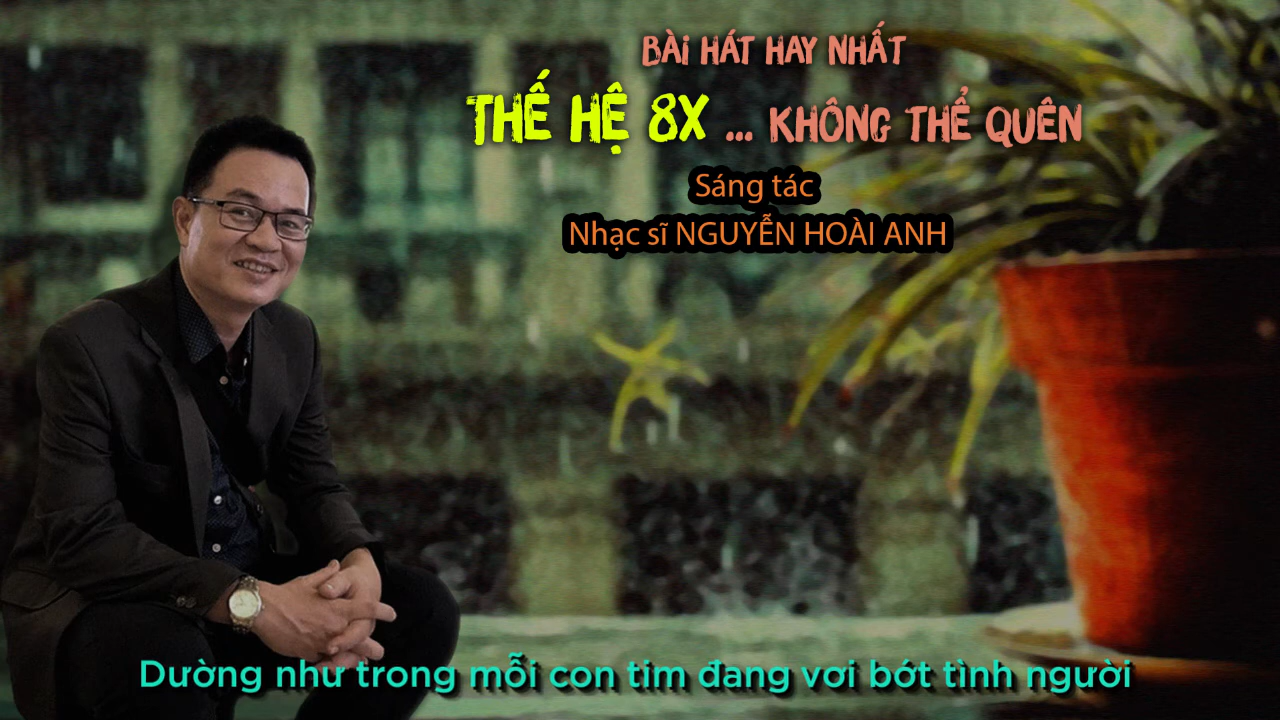 BÀI HÁT HAY NHẤT
THẾ HỆ 8X ... KHÔNG THỂ QUÊN
Sáng tác
Nhạc sĩ NGUYỄN HOÀI ANH
Dường như trong mỗi con tim đang vơi bớt tình người